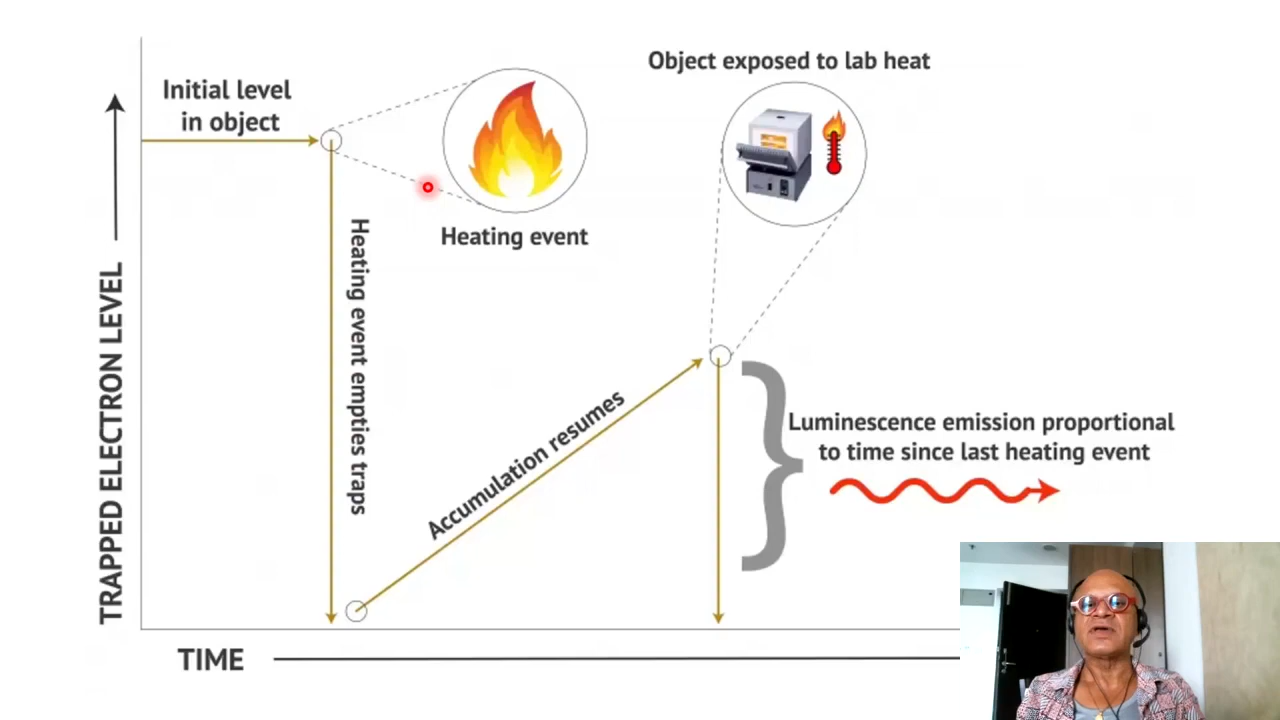 Initial level
in object
Object exposed to lab heat
Heating event
Heating event empties traps
Accumulation resumes
Luminescence emission proportional
to time since last heating event
TRAPPED ELECTRON LEVEL
TIME